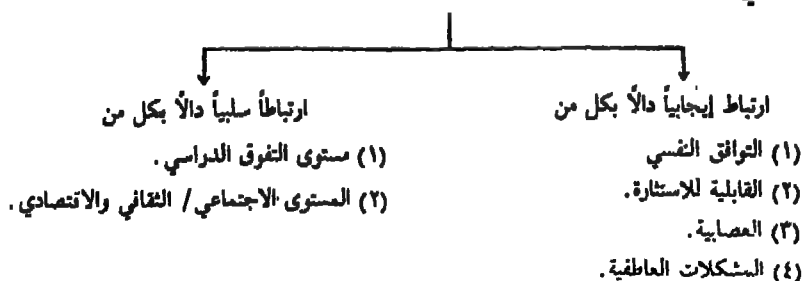 ارتباط إيجابياً دالاً بكل من
(١) التوافق النفسي
(٢) القابلية للاستثارة.
(٣) العصابية.
(٤) المشكلات العاطفية.
ارتباطاً سلبياً دالاً بكل من
(١) مستوى التفوق الدراسي.
(٢) المستوى الاجتماعي/ الثقافي والاقتصادي.